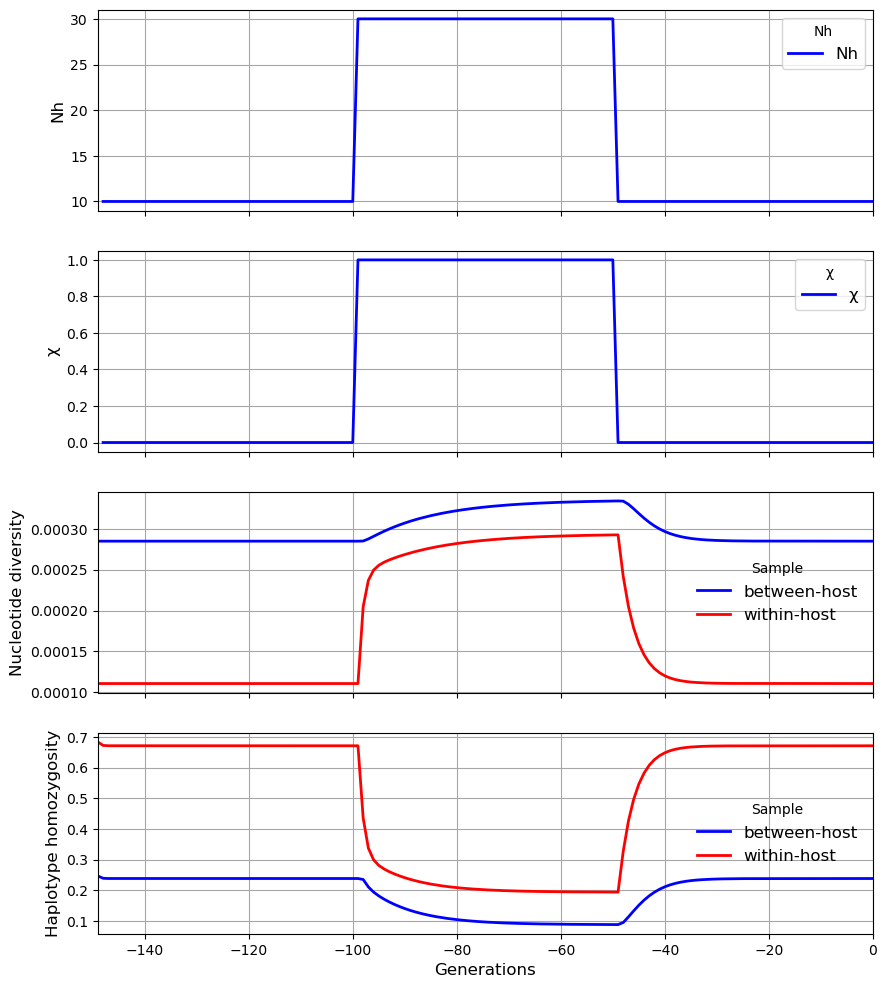 Nh
30
25
20
15
10
Nh
Nh
χ
1.0
0.8
0.6
0.4
0.2
0.0
χ
χ
Nucleotide diversity
0.00030
0.00025
0.00020
0.00015
0.00010
Sample
between-host
within-host
Haplotype homozygosity
0.7
0.6
0.5
0.4
0.3
0.2
0.1
Sample
between-host
within-host
−140 −120 −100 −80 −60 −40 −20 0
Generations